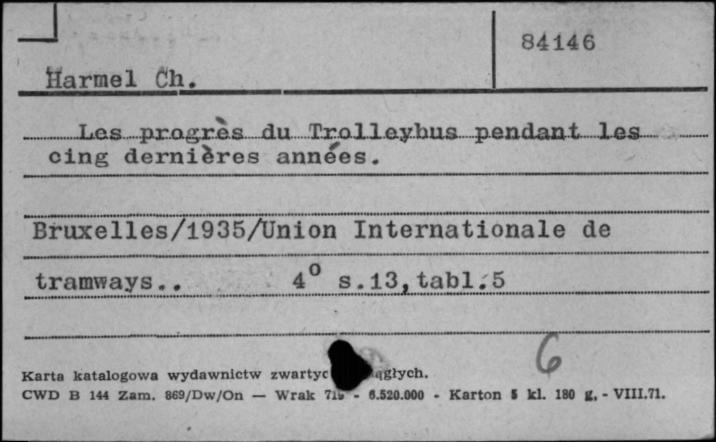 84146
Harmel Ch.
Les progrès du Trolleybus pendant les
cing dernières années.
Bruxelles/1935/Union Internationale de
tramways..  4° s.13,tabl.5
6
Karta katalogowa wydawnictw
CWD B 144 Zam. 869/Dw/On — Wrak - 6.520.000 - Karton 5 kl. 180 g. - VIII.71.